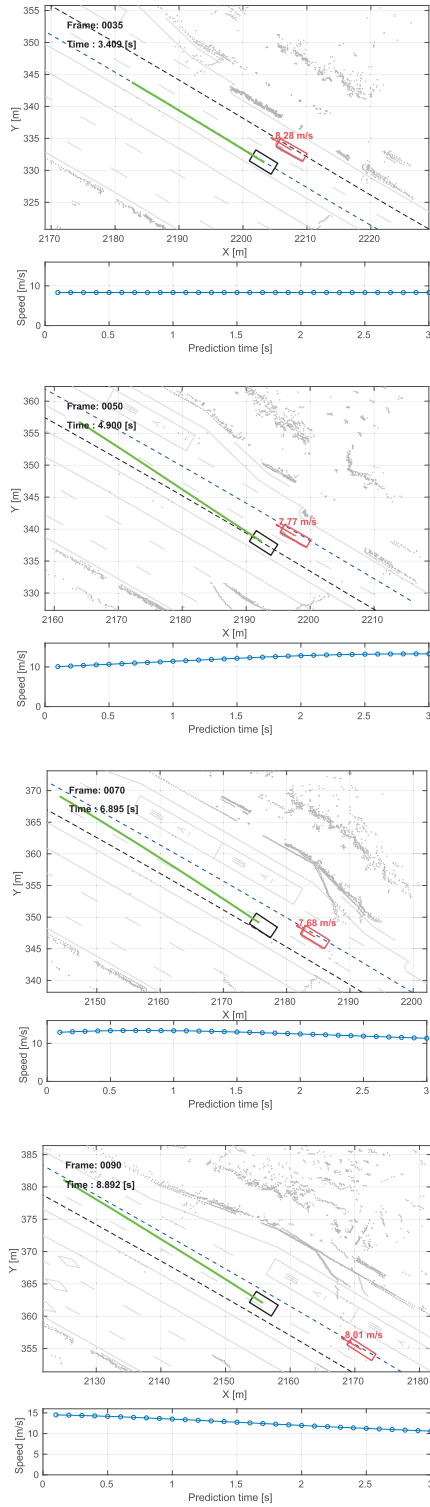 355
350
345
340
335
330
325
Y [m]
Frame: 0035
Time : 3.409 [s]
8.28 m/s
2170 2180 2190 2200 2210 2220
X [m]
10
0
Speed [m/s]
0 0.5 1 1.5 2 2.5 3
Prediction time [s]
360
355
350
345
340
335
330
Y [m]
Frame: 0050
Time : 4.900 [s]
7.77 m/s
2160 2170 2180 2190 2200 2210
X [m]
10
0
Speed [m/s]
0 0.5 1 1.5 2 2.5 3
Prediction time [s]
370
365
360
355
350
345
340
Y [m]
Frame: 0070
Time : 6.895 [s]
7.68 m/s
2150 2160 2170 2180 2190 2200
X [m]
10
0
Speed [m/s]
0 0.5 1 1.5 2 2.5 3
Prediction time [s]
385
380
375
370
365
360
355
Y [m]
Frame: 0090
Time : 8.892 [s]
8.01 m/s
2130 2140 2150 2160 2170 2180
X [m]
15
10
5
0
Speed [m/s]
0 0.5 1 1.5 2 2.5 3
Prediction time [s]